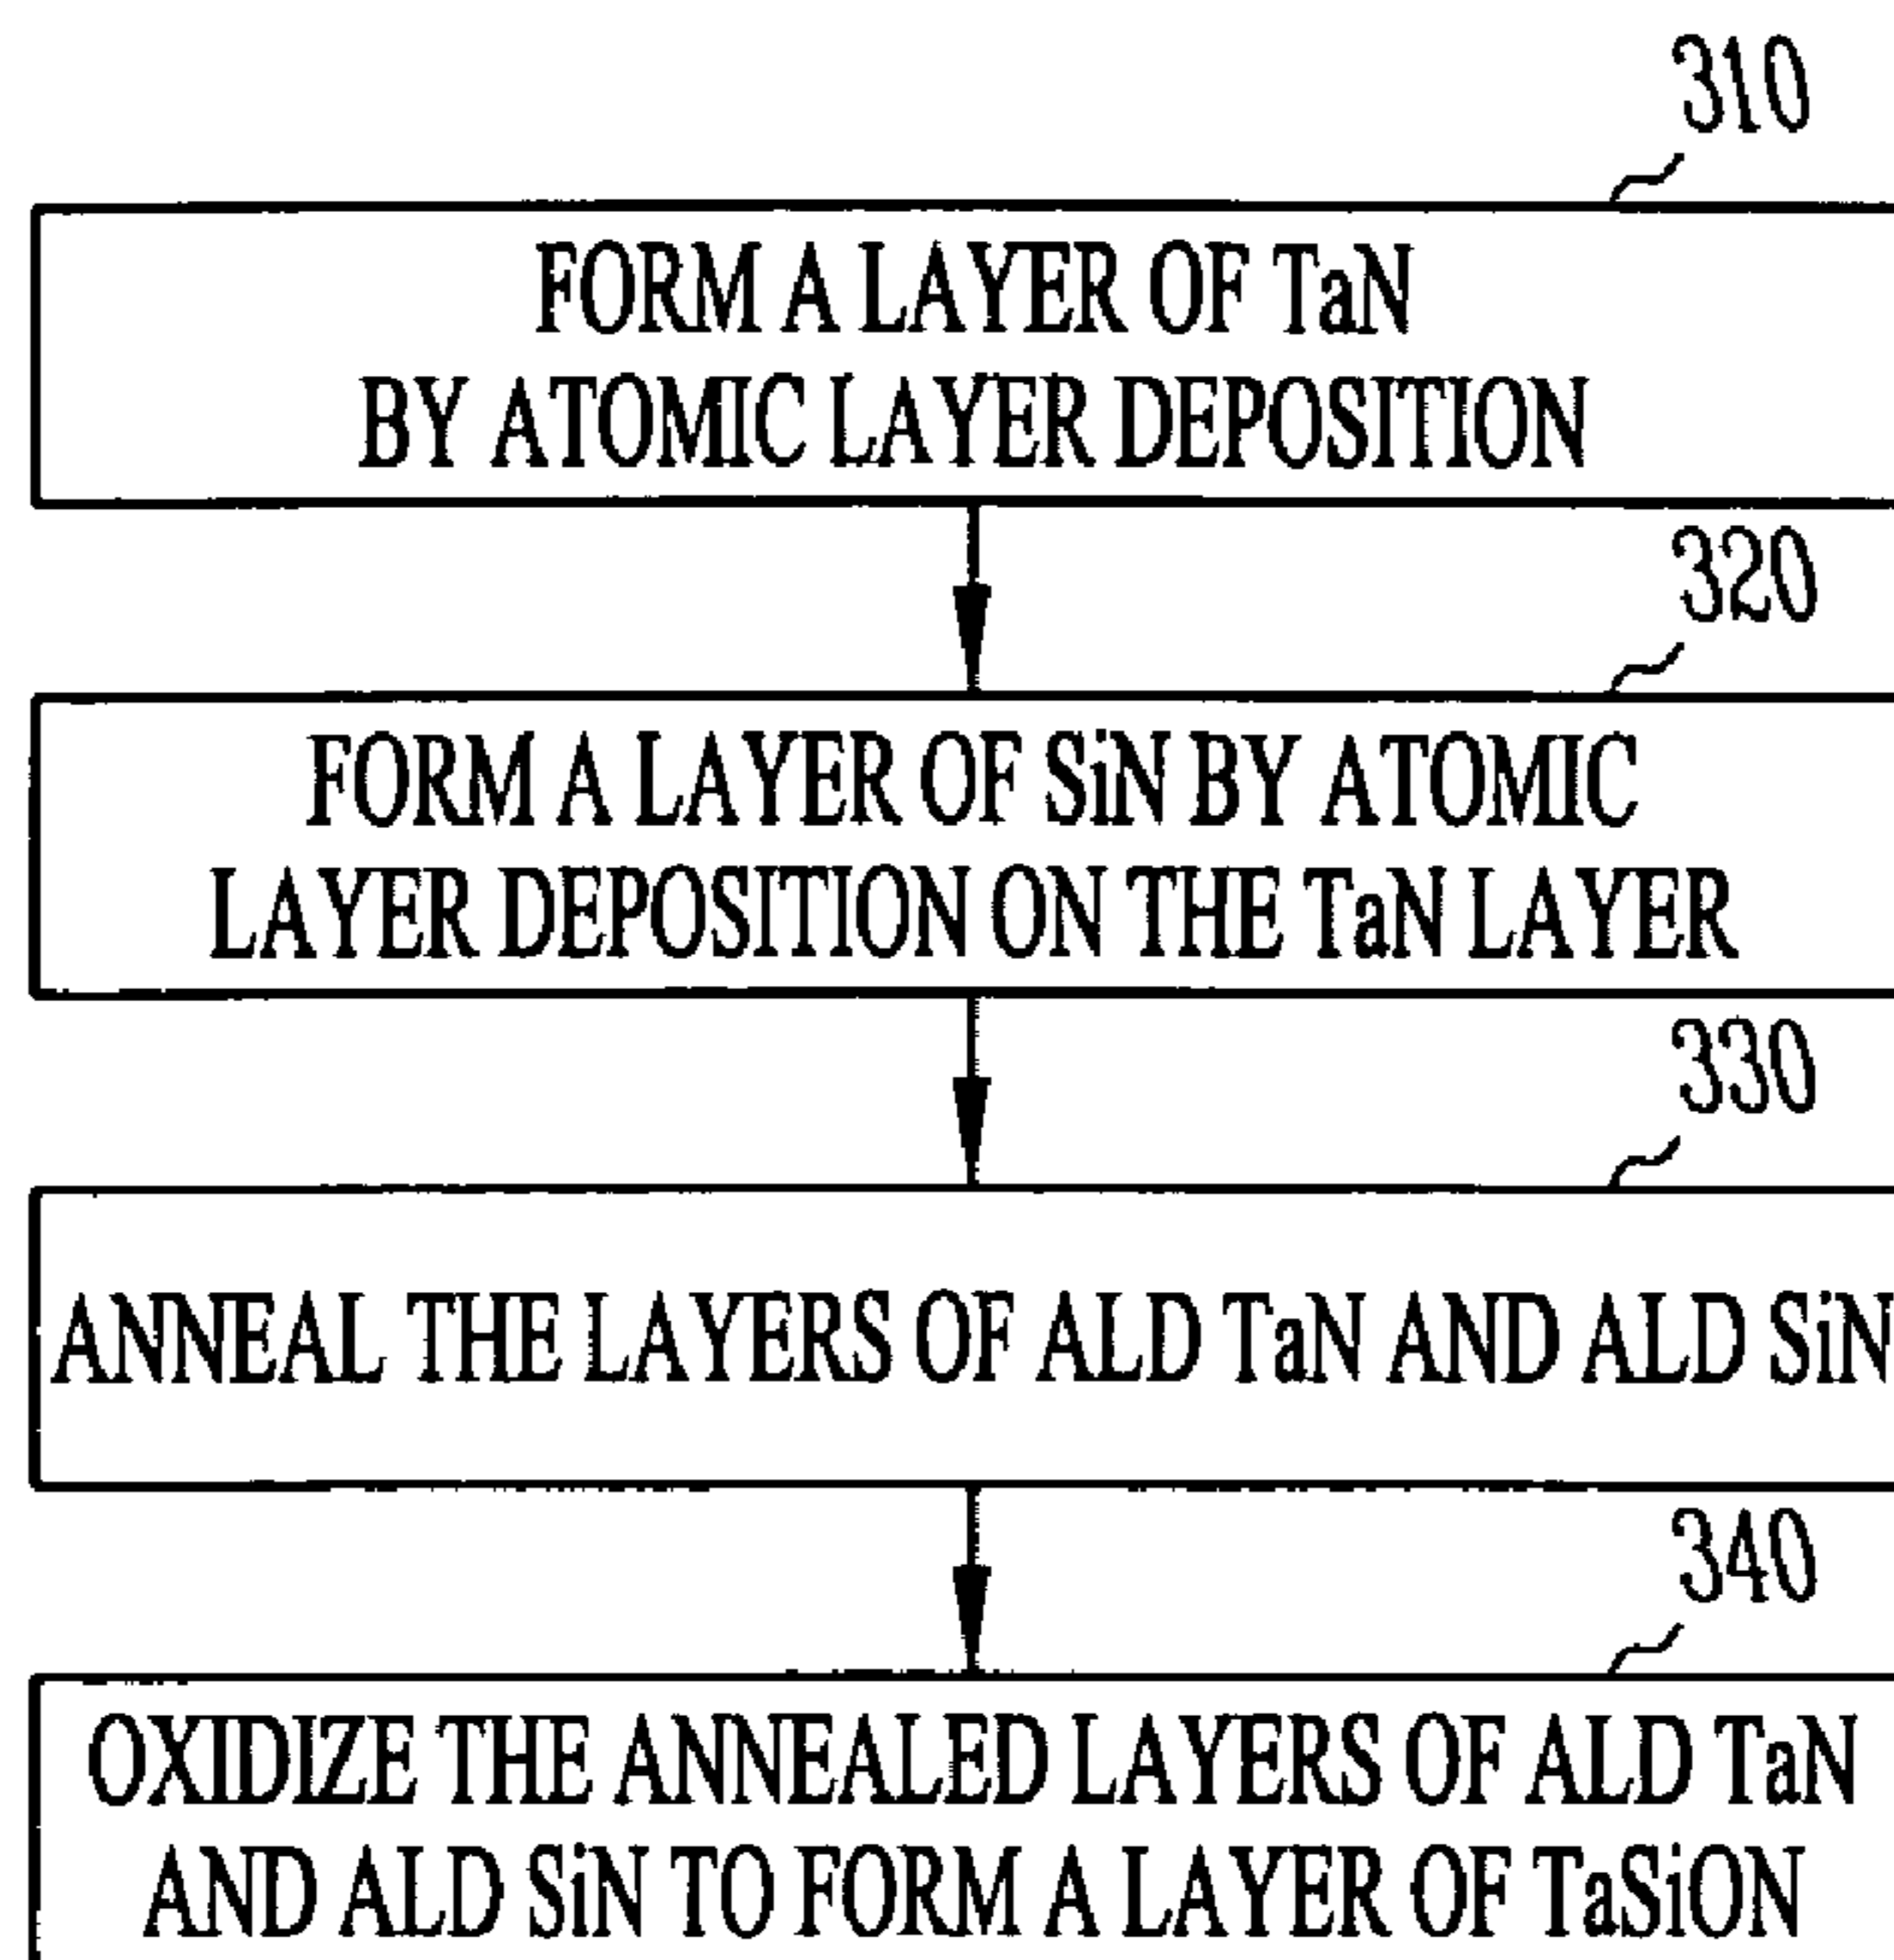 310
FORM A LAYER OF TaN
BY ATOMIC LAYER DEPOSITION
320
FORM A LAYER OF SiN BY ATOMIC
LAYER DEPOSITION ON THE TaN LAYER
330
ANNEAL THE LAYERS OF ALD TaN AND ALD SiN
340
OXIDIZE THE ANNEALED LAYERS OF ALD TaN
AND ALD SiN TO FORM A LAYER OF TaSiON